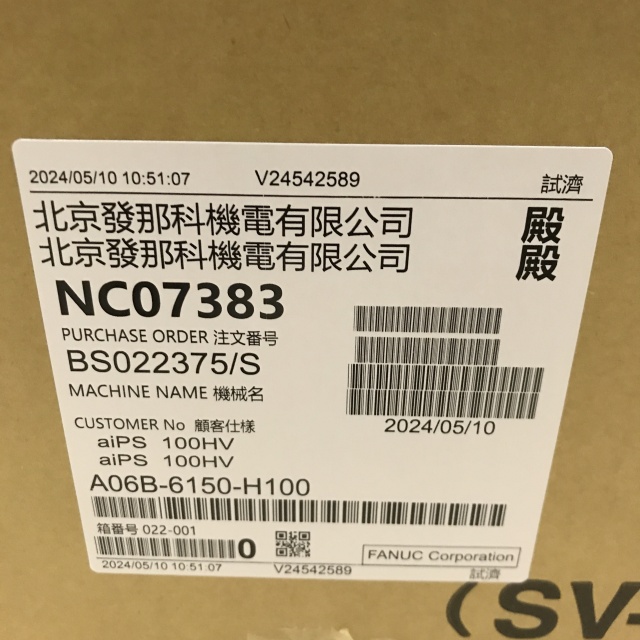 2024/05/10 10:51:07 V24542589 試濟
北京發那科機電有限公司 殿
北京發那科機電有限公司 殿
NC07383
PURCHASE ORDER 注文番号
BS022375/S
MACHINE NAME 機械名
2024/05/10
CUSTOMER No 顧客仕様
aiPS 100HV
aiPS 100HV
A06B-6150-H100
箱番号 022-001
0
FANUC Corporation
2024/05/10 10:51:07 V24542589 試濟
(SV-